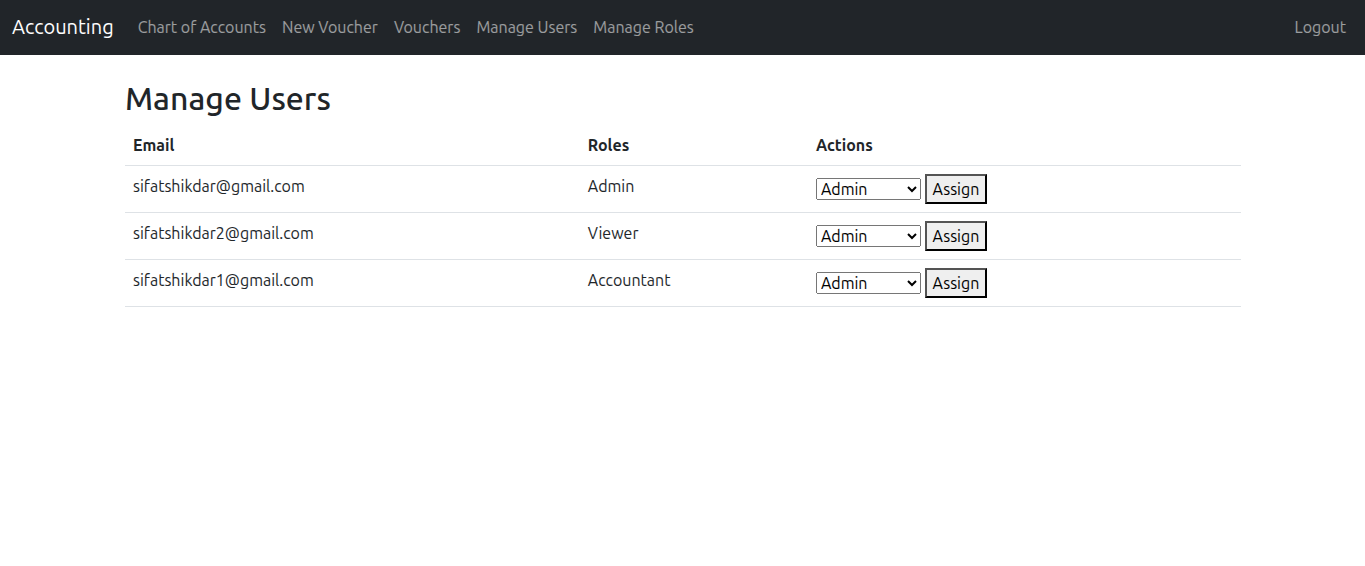 Accounting Chart of Accounts New Voucher Vouchers Manage Users Manage Roles Logout
Manage Users
Email Roles Actions
sifatshikdar@gmail.com Admin Admin Assign
sifatshikdar2@gmail.com Viewer Admin Assign
sifatshikdar1@gmail.com Accountant Admin Assign